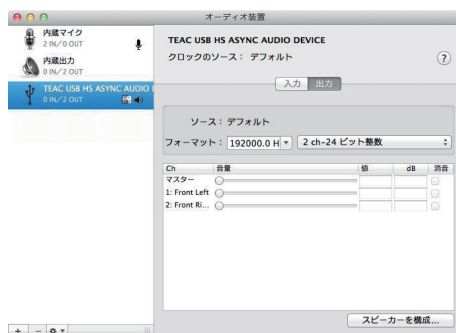 オーディオ装置
内蔵マイク
2 IN/0 OUT
内蔵出力
0 IN/2 OUT
TEAC USB HS ASYNC AUDIO
0 IN/2 OUT
TEAC USB HS ASYNC AUDIO DEVICE
クロックのソース： デフォルト
?
入力 出力
ソース：デフォルト
フォーマット： 192000.0 H 2 ch-24 ビット整数
Ch 音量 値 dB 消音
マスター
1: Front Left
2: Front Ri...
スピーカーを構成...